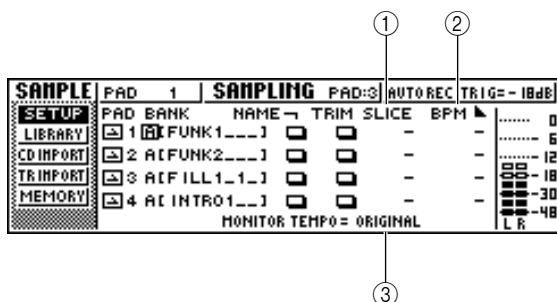 ① ②
SAMPLE PAD 1 SAMPLING PAD:3 AUTO REC TRIG=-18dB
SETUP PAD BANK NAME TRIM SLICE BPM 0
LIBRARY 1 A[FUNK1___] - - 6
CD IMPORT 2 A[FUNK2___] - - 12
TR IMPORT 3 A[FILL1_1_] - - 18
MEMORY 4 A[INTRO1__] - - 30
MONITOR TEMPO= ORIGINAL 48
L R
③